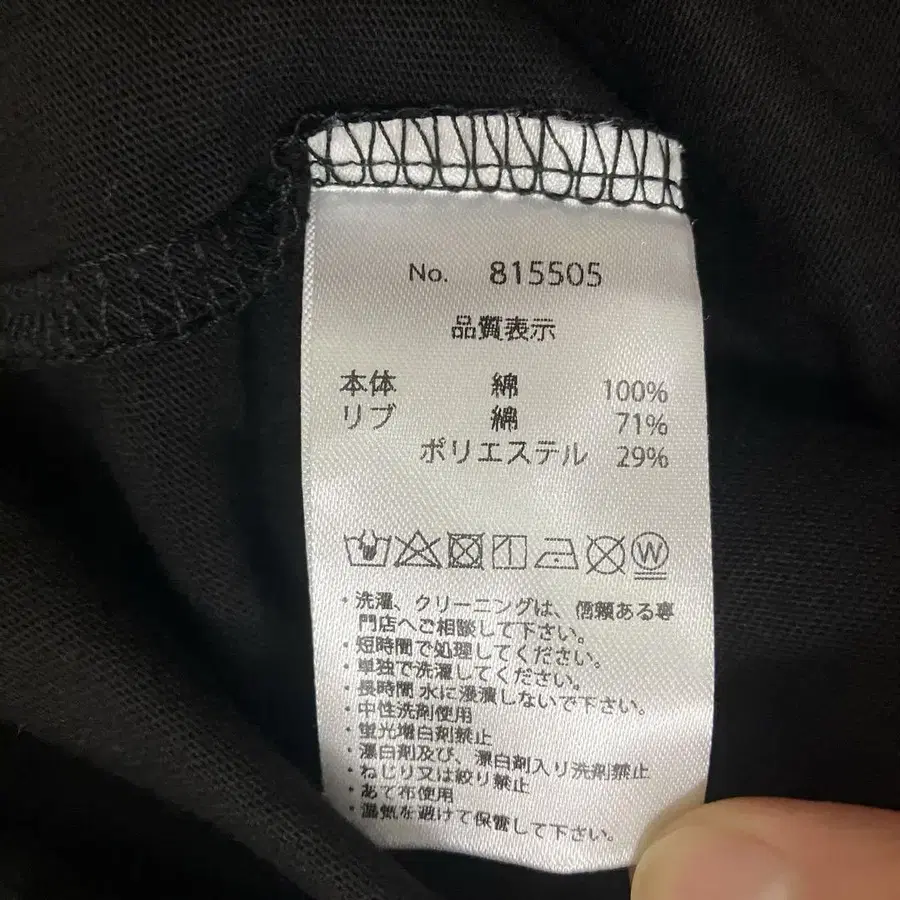 No. 815505
品質表示
本体 綿 100%
リブ 綿 71%
ポリエステル 29%
W
・洗濯、クリーニングは、信頼ある専
門店へご相談して下さい。
・短時間で処理してください。
・単独で洗濯してください。
・長時間 水に浸漬しないで下さい。
・中性洗剤使用
・蛍光増白剤禁止
・漂白剤及び、漂白剤入り洗剤禁止
・ねじり又は絞り禁止
・あて布使用
・湿気を避けて保管して下さい。